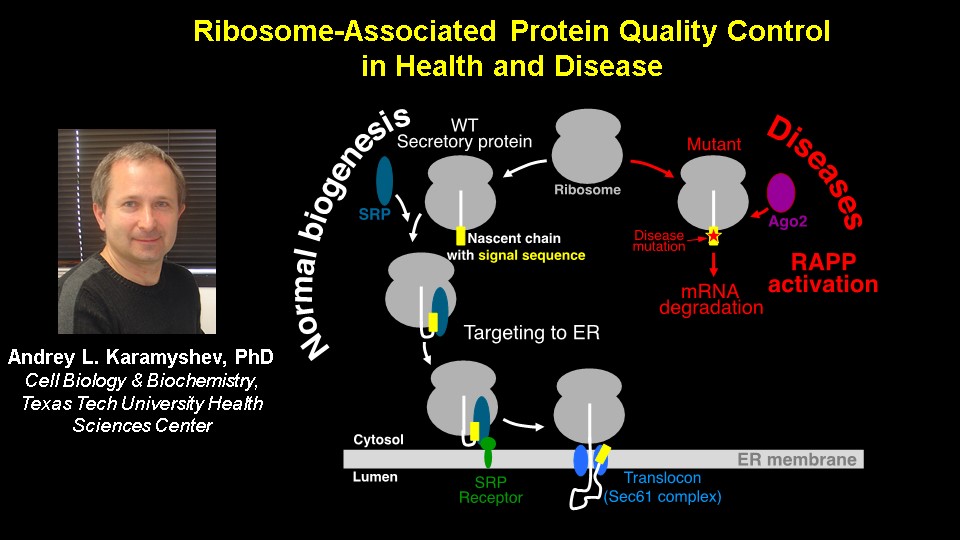 Ribosome-Associated Protein Quality Control
in Health and Disease
Andrey L. Karamyshev, PhD
Cell Biology & Biochemistry,
Texas Tech University Health
Sciences Center
Normal biogenesis
WT
Secretory protein
Ribosome
SRP
Nascent chain
with signal sequence
Targeting to ER
Mutant
Diseases
Ago2
Disease
mutation
RAPP
activation
mRNA
degradation
Cytosol
Lumen
ER membrane
SRP
Receptor
Translocon
(Sec61 complex)